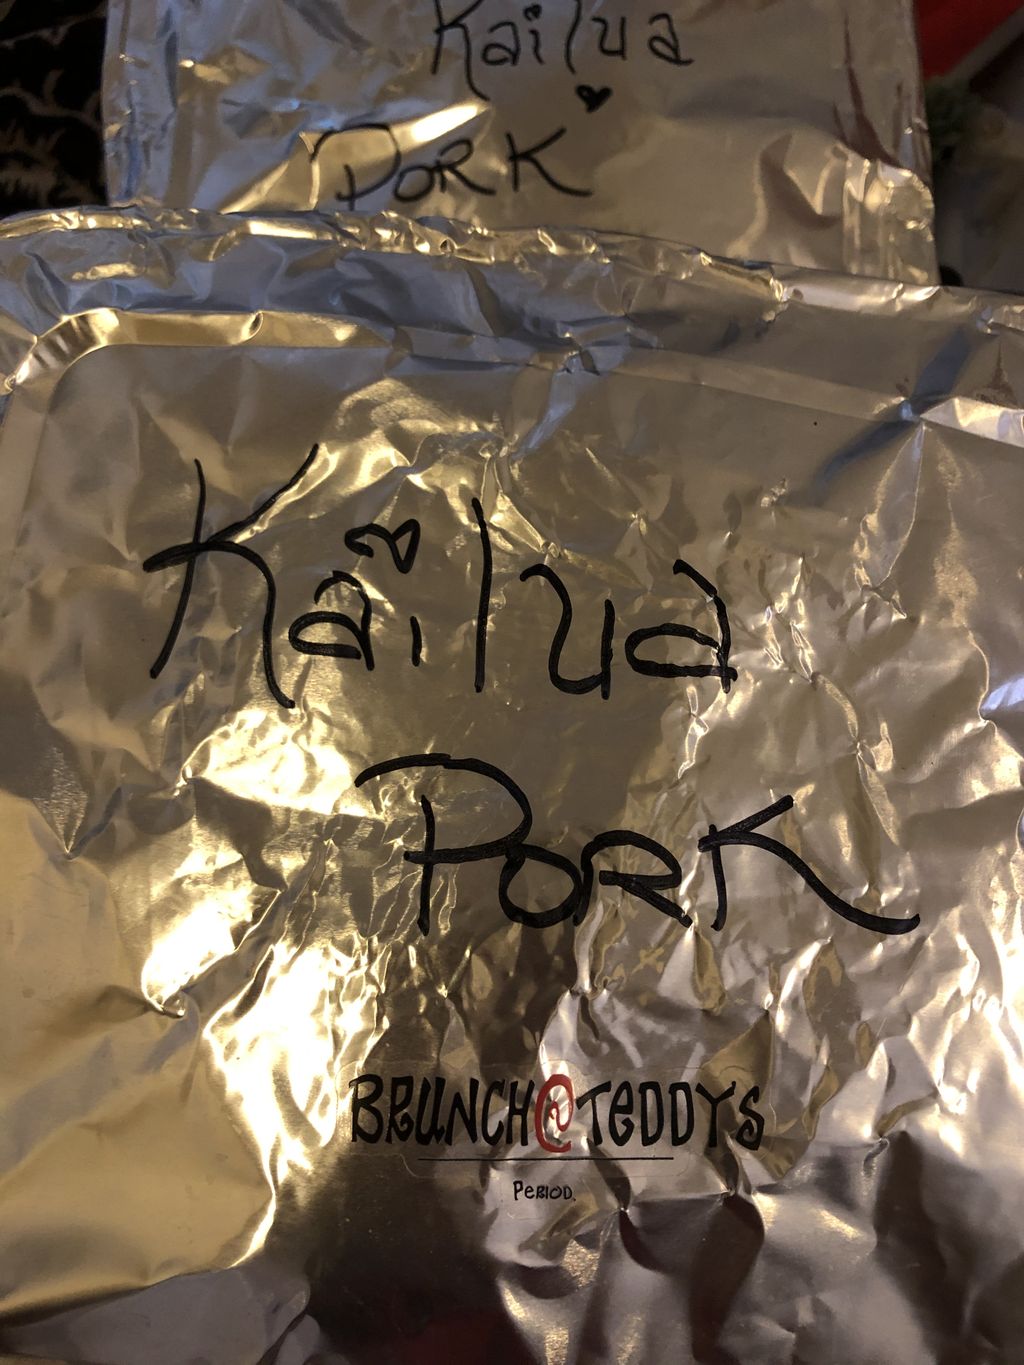 Kailua
PORK
Kailua
PORK
BRUNCH@TEDDYS
PERIOD.